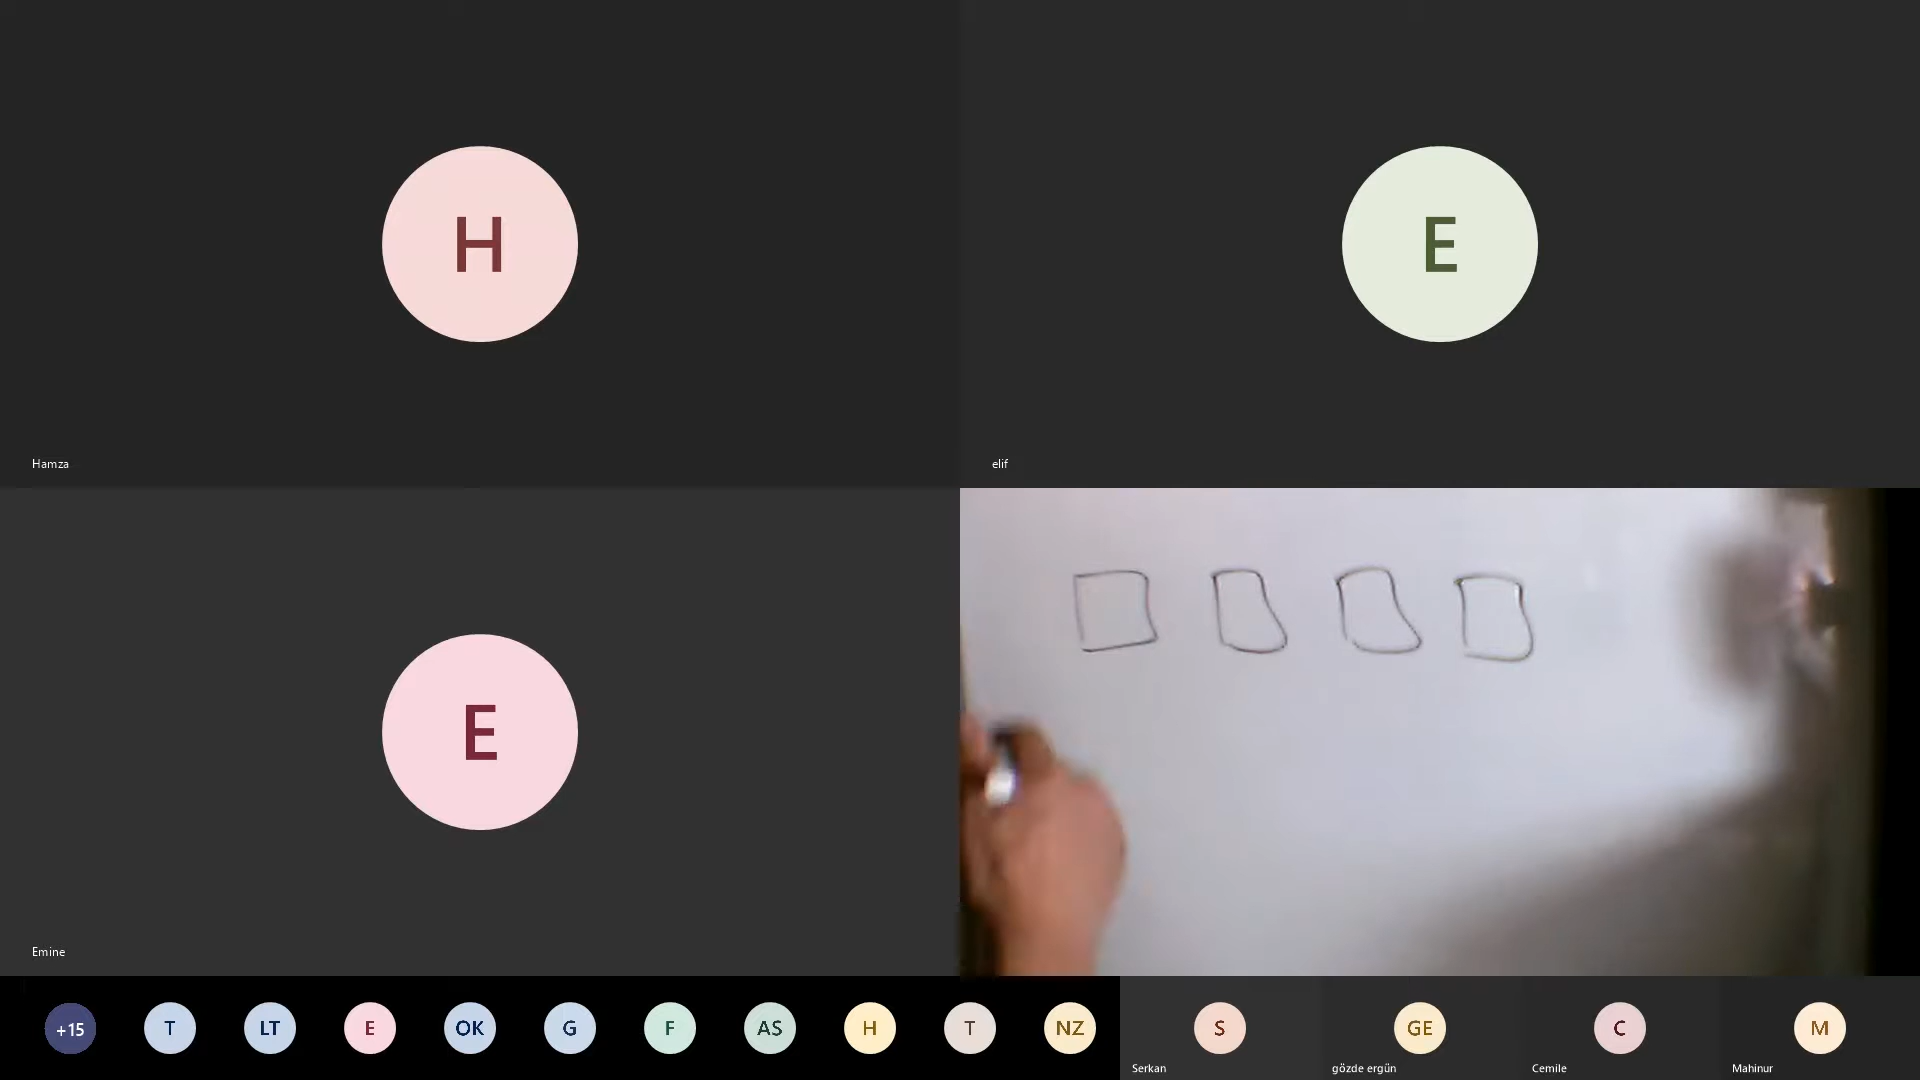 H
E
Hamza
elif
E
Emine
+15
T
LT
E
OK
G
F
AS
H
T
NZ
S
GE
C
M
Serkan
gözde ergün
Cemile
Mahinur